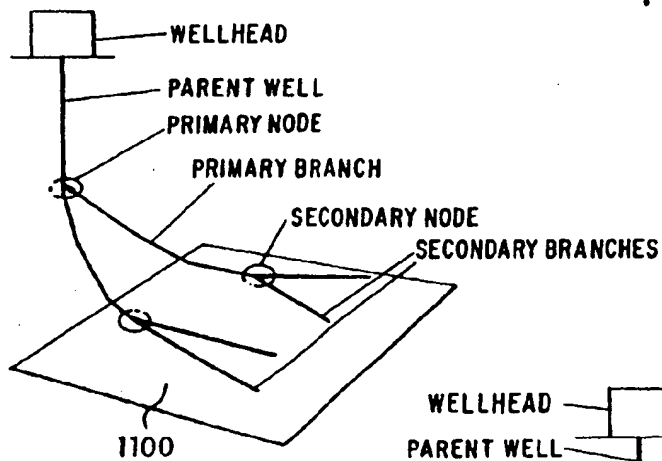 WELLHEAD
PARENT WELL
PRIMARY NODE
PRIMARY BRANCH
SECONDARY NODE
SECONDARY BRANCHES
1100
WELLHEAD
PARENT WELL